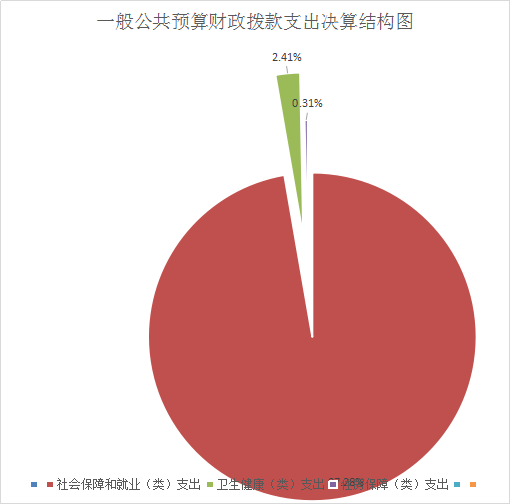 一般公共预算财政拨款支出决算结构图
2.41%
0.31%
社会保障和就业（类）支出 卫生健康（类）支出 住房保障（类）支出